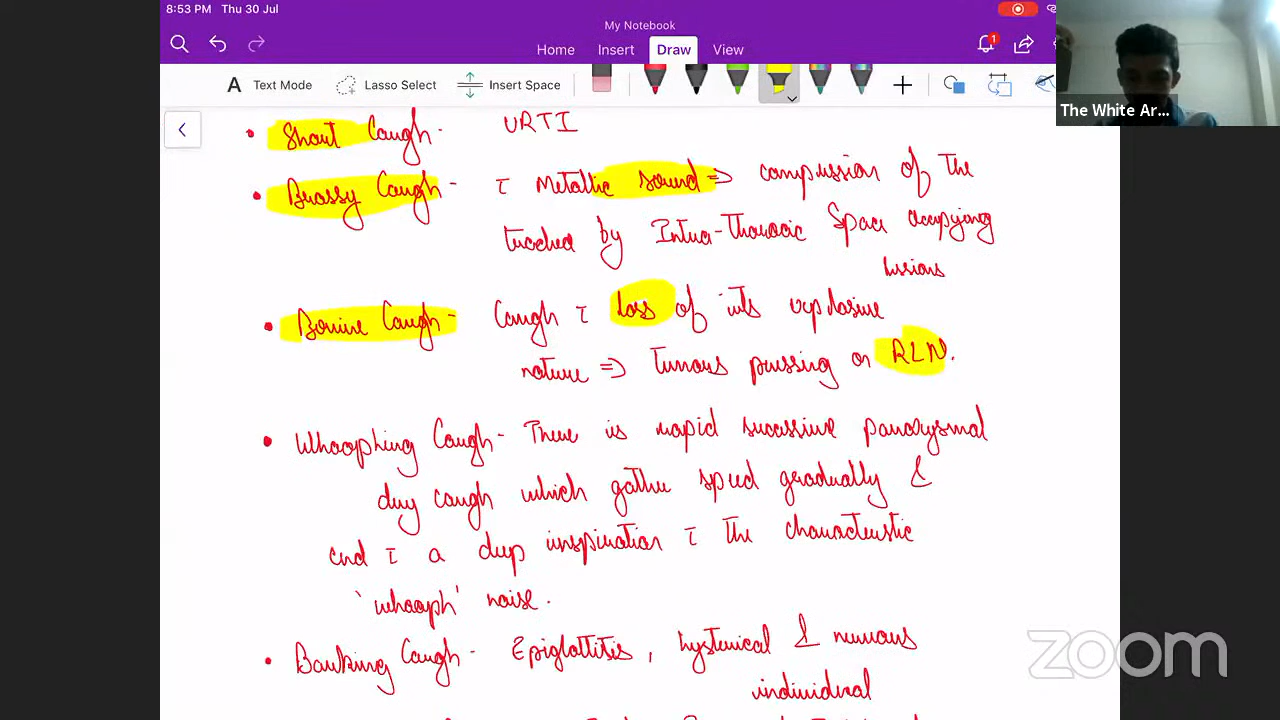 8:53 PM Thu 30 Jul
My Notebook
Home Insert Draw View
1
A Text Mode Lasso Select Insert Space
The White Ar...
• Short Cough - URTI
• Brassy Cough - c Metallic sound ⇒ compression of the
trachea by Intra-Thoracic Space occupying
lesions
• Bovine Cough - Cough c loss of its explosive
nature ⇒ Tumours pressing on RLN.
• Whoophing Cough - There is rapid successive paroxysmal
dry cough which gather speed gradually &
end c a deep inspiration c the characteristic
'whooph' noise.
• Barking Cough - Epiglottitis, hysterical & nervous
individual
zoom